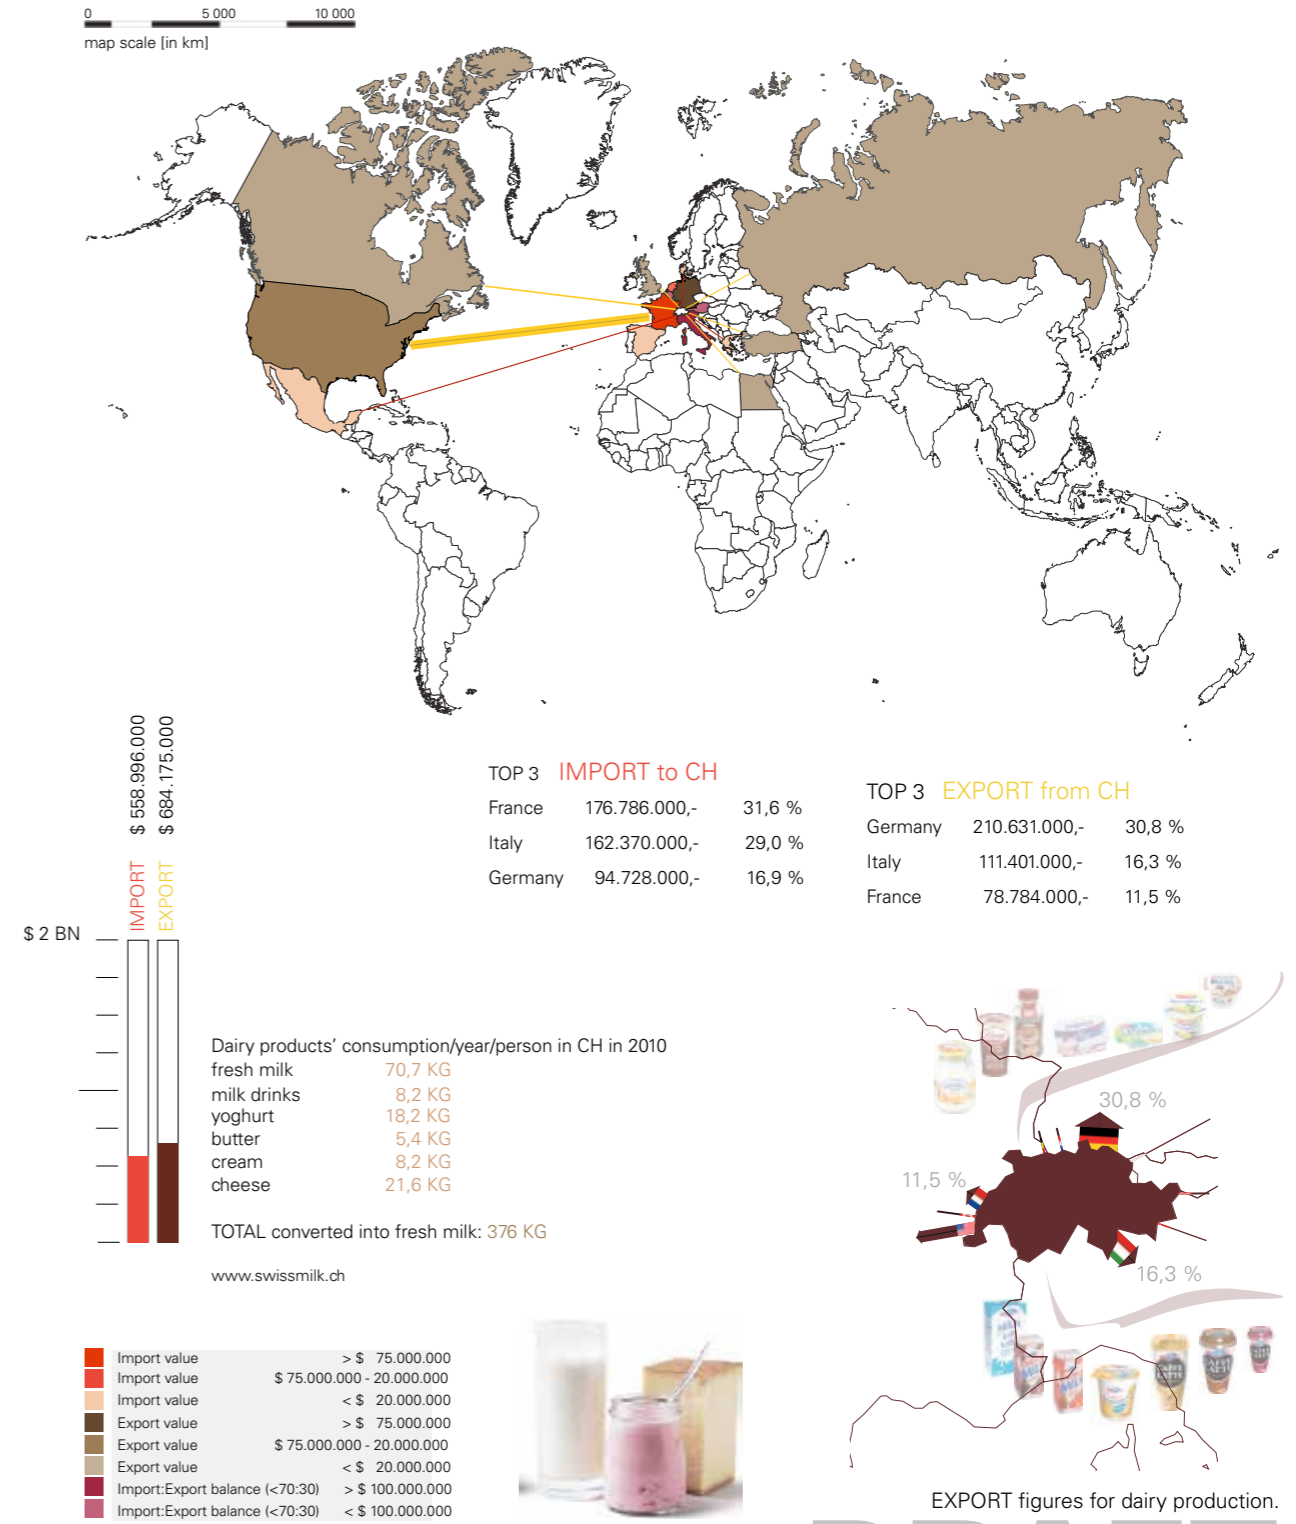 0 5 000 10 000
map scale [in km]
$ 558.996.000
$ 684.175.000
IMPORT
EXPORT
$ 2 BN
TOP 3 IMPORT to CH
France 176.786.000,- 31,6 %
Italy 162.370.000,- 29,0 %
Germany 94.728.000,- 16,9 %
TOP 3 EXPORT from CH
Germany 210.631.000,- 30,8 %
Italy 111.401.000,- 16,3 %
France 78.784.000,- 11,5 %
Dairy products’ consumption/year/person in CH in 2010
fresh milk 70,7 KG
milk drinks 8,2 KG
yoghurt 18,2 KG
butter 5,4 KG
cream 8,2 KG
cheese 21,6 KG
TOTAL converted into fresh milk: 376 KG
www.swissmilk.ch
30,8 %
11,5 %
16,3 %
CAFFÈ
LATTE
Import value > $ 75.000.000
Import value $ 75.000.000 - 20.000.000
Import value < $ 20.000.000
Export value > $ 75.000.000
Export value $ 75.000.000 - 20.000.000
Export value < $ 20.000.000
Import:Export balance (<70:30) > $ 100.000.000
Import:Export balance (<70:30) < $ 100.000.000
EXPORT figures for dairy production.